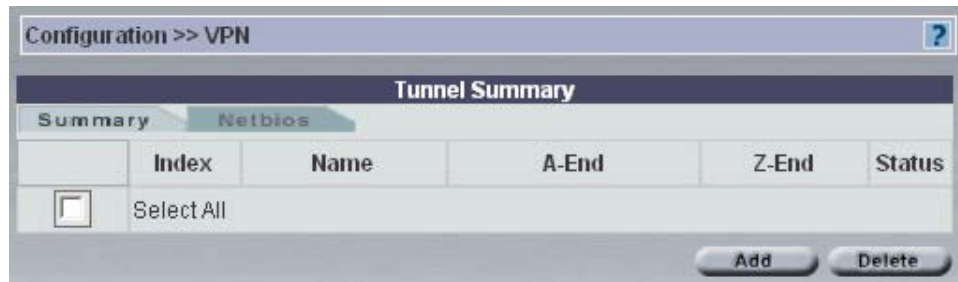 Configuration >> VPN ?
Tunnel Summary
Summary Netbios
Index Name A-End Z-End Status
Select All
Add Delete